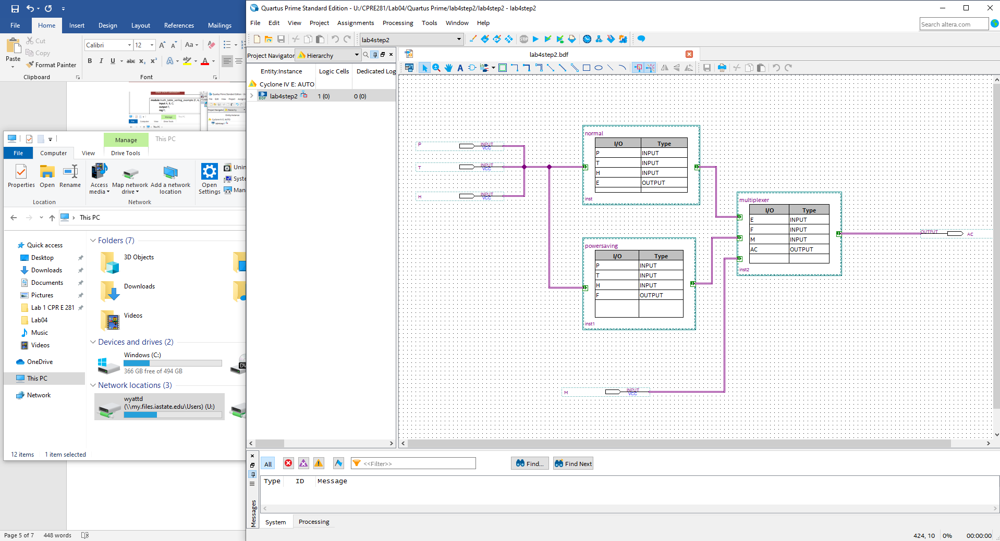 File
Home
Insert
Design
Layout
References
Mailings
Paste
Cut
Copy
Format Painter
Clipboard
Calibri
12
Aa
B I U abc x₂ x²
Font
module truth_table_verilog_example (F, A,
input A, B, C;
output F;
reg F;
Manage
This PC
File
Computer
View
Drive Tools
Properties
Open
Rename
Location
Access media
Map network drive
Add a network location
Network
Open Settings
Unin
Syste
Man
This PC
Quick access
Desktop
Downloads
Documents
Pictures
Lab 1 CPR E 281
Lab04
Music
Videos
OneDrive
This PC
Network
Folders (7)
3D Objects
Downloads
Videos
Devices and drives (2)
Windows (C:)
366 GB free of 494 GB
Network locations (3)
wyattd
(\\my.files.iastate.edu\Users) (U:)
12 items
1 item selected
Page 5 of 7
448 words
Quartus Prime Standard Edition - U:/CPRE281/Lab04/Quartus Prime/lab4step2/lab4step2 - lab4step2
File Edit View Project Assignments Processing Tools Window Help
Search altera.com
lab4step2
Project Navigator
Hierarchy
Entity:Instance
Logic Cells
Dedicated Log
Cyclone IV E: AUTO
BDF
lab4step2
1 (0)
0 (0)
lab4step2.bdf
P
INPUT
VCC
T
INPUT
VCC
H
INPUT
VCC
normal
I/O Type
P INPUT
T INPUT
H INPUT
E OUTPUT
inst
powersaving
I/O Type
P INPUT
T INPUT
H INPUT
F OUTPUT
inst1
multiplexer
I/O Type
E INPUT
F INPUT
M INPUT
AC OUTPUT
inst2
OUTPUT
AC
M
INPUT
VCC
All
<<Filter>>
Find...
Find Next
Type ID Message
Messages
System
Processing
424, 10
0%
00:00:00